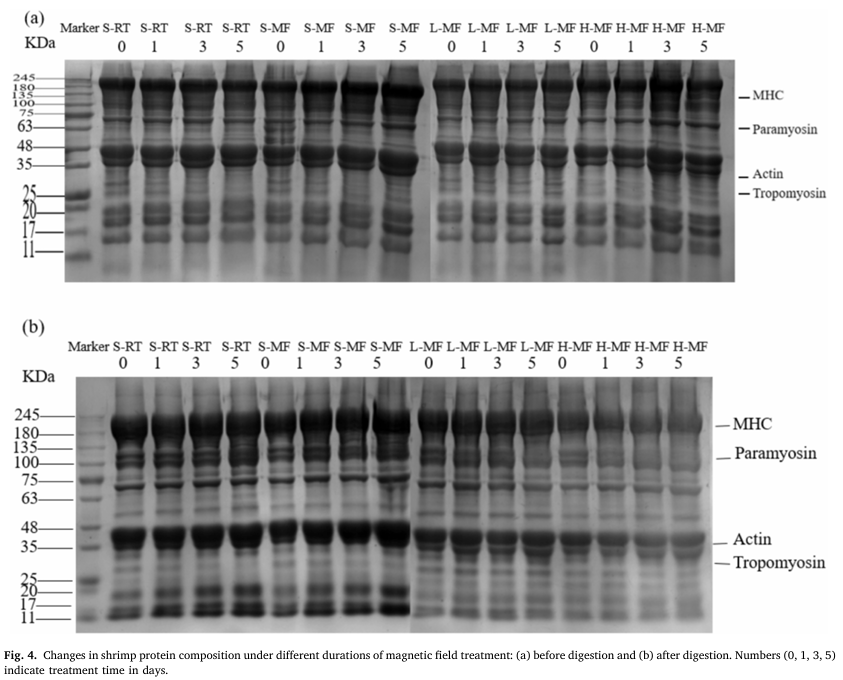 (a)
Marker S-RT S-RT S-RT S-RT S-MF S-MF S-MF S-MF L-MF L-MF L-MF L-MF H-MF H-MF H-MF H-MF
KDa 0 1 3 5 0 1 3 5 0 1 3 5 0 1 3 5
245
180
135
100
75
63
48
35
25
20
17
11
MHC
Paramyosin
Actin
Tropomyosin
(b)
Marker S-RT S-RT S-RT S-RT S-MF S-MF S-MF S-MF L-MF L-MF L-MF L-MF H-MF H-MF H-MF H-MF
0 1 3 5 0 1 3 5 0 1 3 5 0 1 3 5
KDa
245
180
135
100
75
63
48
35
25
20
17
11
MHC
Paramyosin
Actin
Tropomyosin
Fig. 4. Changes in shrimp protein composition under different durations of magnetic field treatment: (a) before digestion and (b) after digestion. Numbers (0, 1, 3, 5)
indicate treatment time in days.